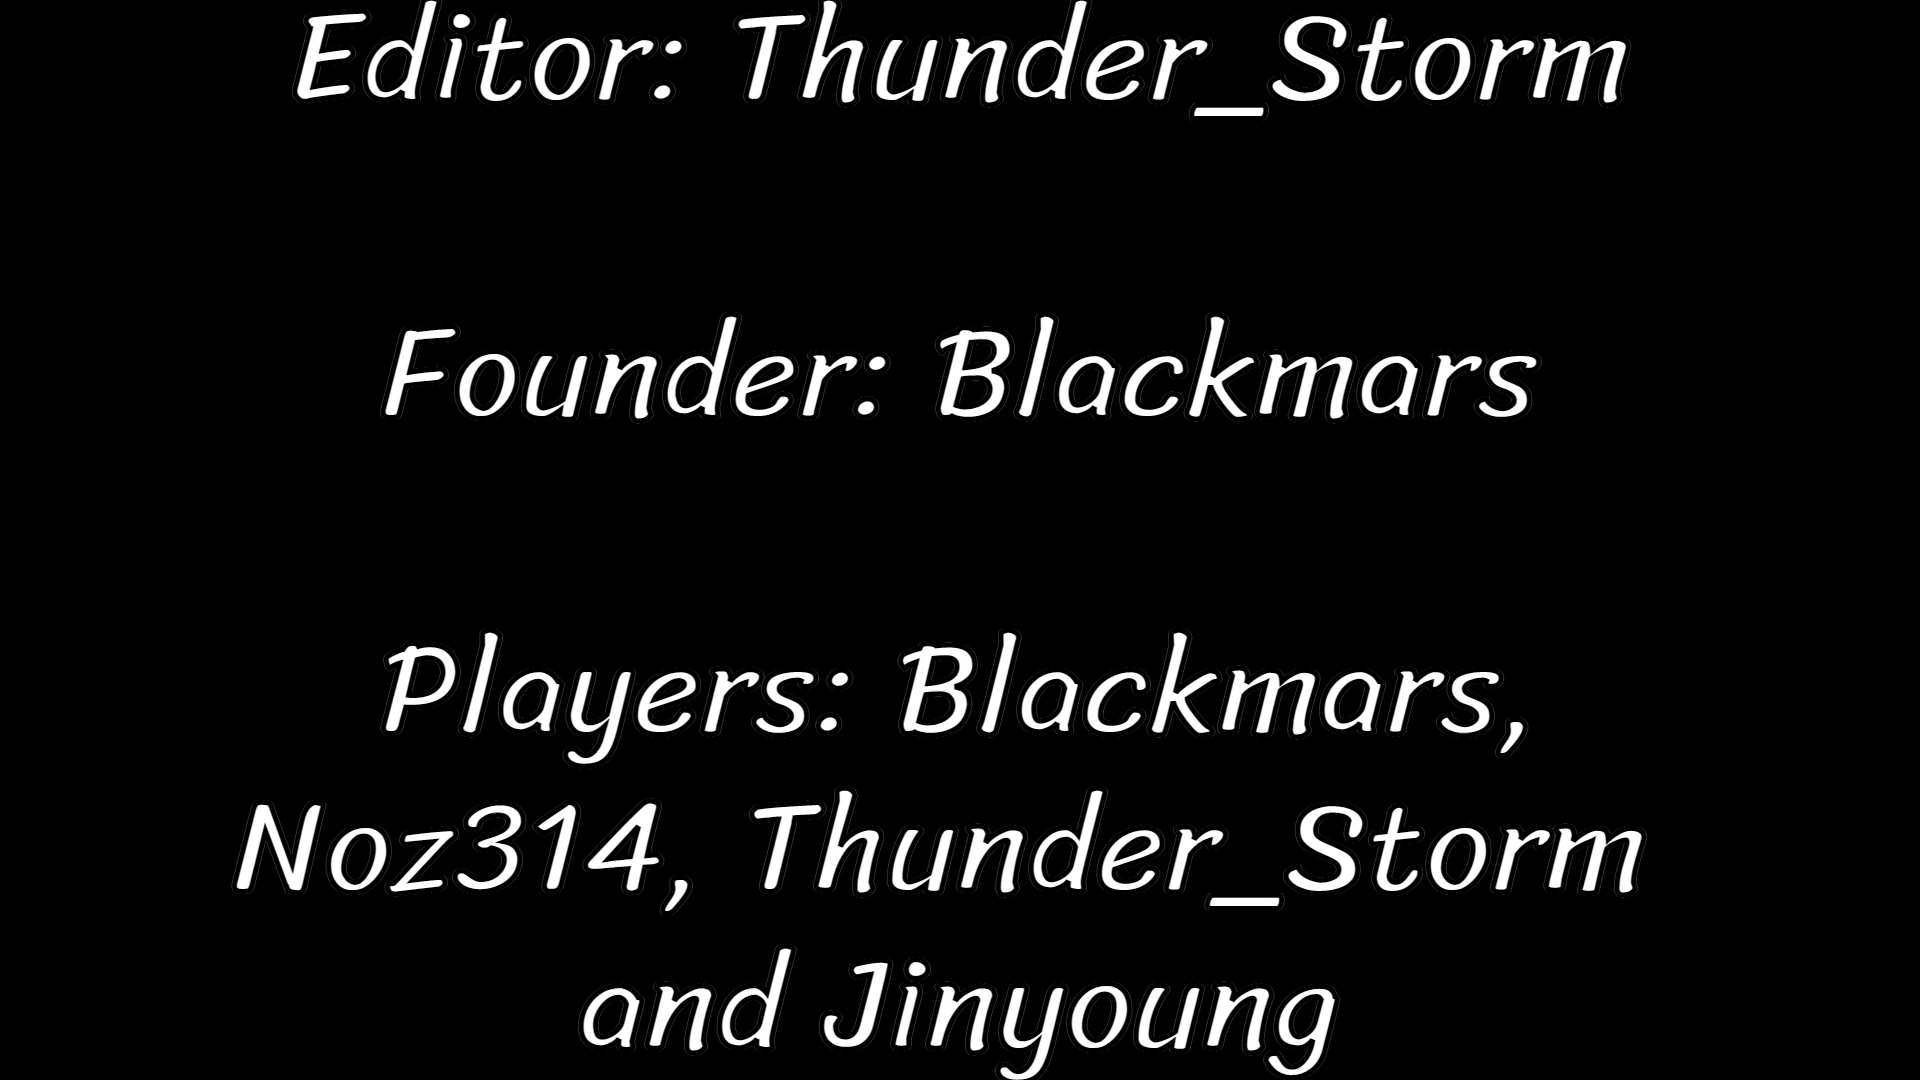 Editor: Thunder_Storm
Founder: Blackmars
Players: Blackmars,
Noz314, Thunder_Storm
and Jinyoung